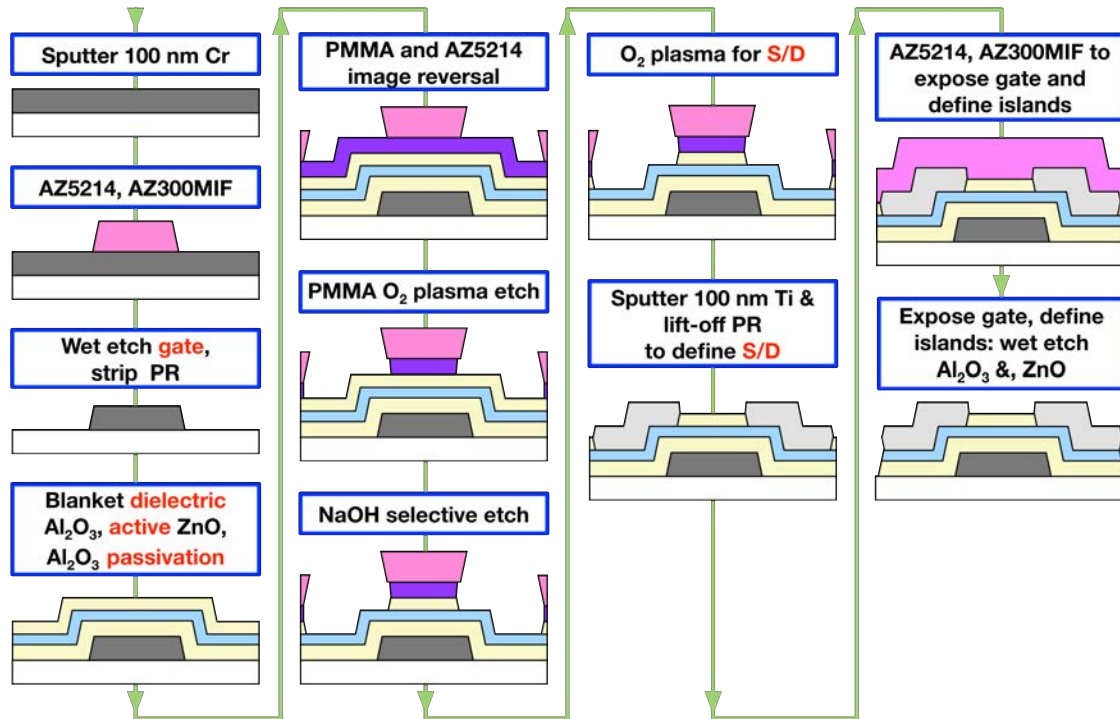 Sputter 100 nm Cr
AZ5214, AZ300MIF
Wet etch gate,
strip PR
Blanket dielectric
Al₂O₃, active ZnO,
Al₂O₃ passivation
PMMA and AZ5214
image reversal
PMMA O₂ plasma etch
NaOH selective etch
O₂ plasma for S/D
Sputter 100 nm Ti &
lift-off PR
to define S/D
AZ5214, AZ300MIF to
expose gate and
define islands
Expose gate, define
islands: wet etch
Al₂O₃ &, ZnO